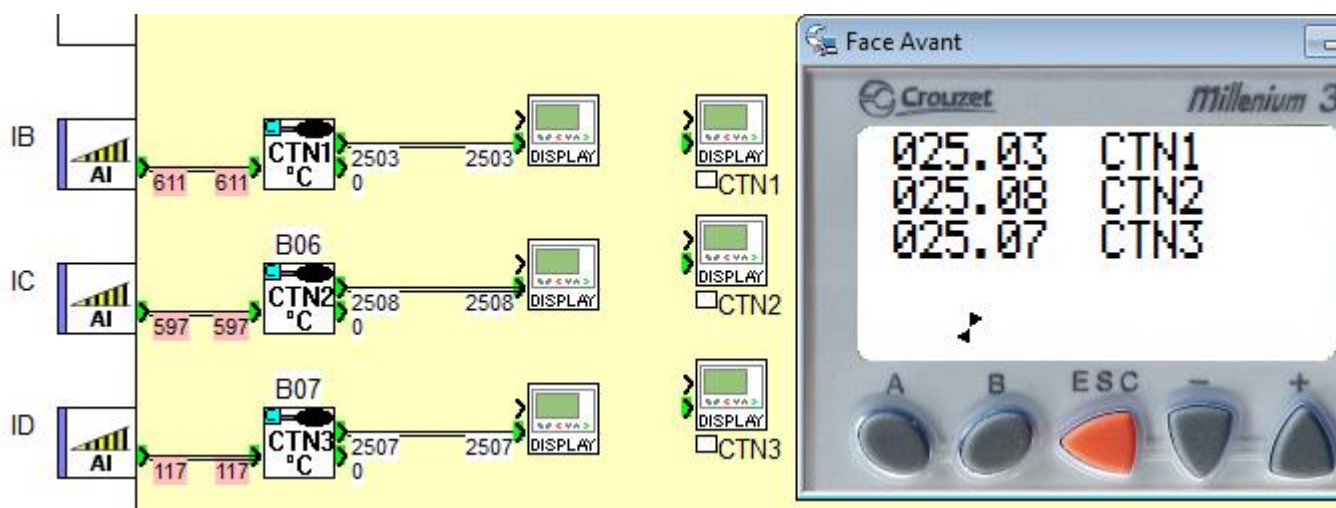 IB
AI
611 611
CTN1
°C
2503 2503
0
DISPLAY
DISPLAY
CTN1
IC
AI
597 597
B06
CTN2
°C
2508 2508
0
DISPLAY
DISPLAY
CTN2
ID
AI
117 117
B07
CTN3
°C
2507 2507
0
DISPLAY
DISPLAY
CTN3
Face Avant
Crouzet Millenium 3
025.03 CTN1
025.08 CTN2
025.07 CTN3
A B ESC - +